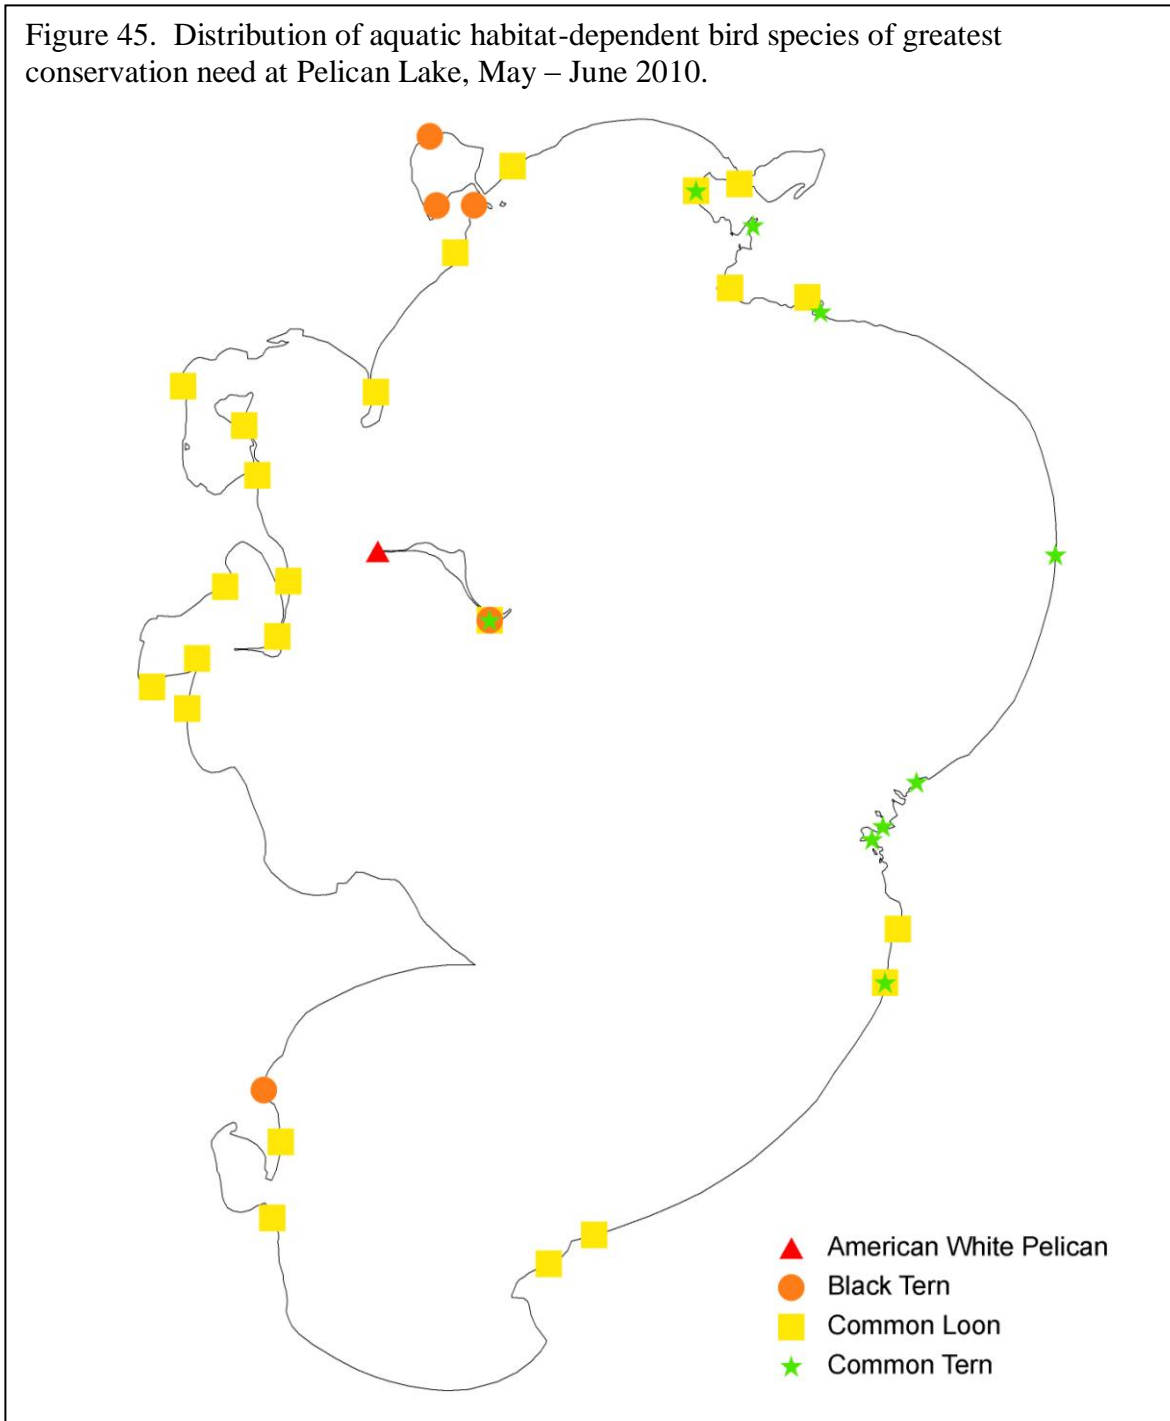 Figure 45.  Distribution of aquatic habitat-dependent bird species of greatest
conservation need at Pelican Lake, May – June 2010.
American White Pelican
Black Tern
Common Loon
Common Tern